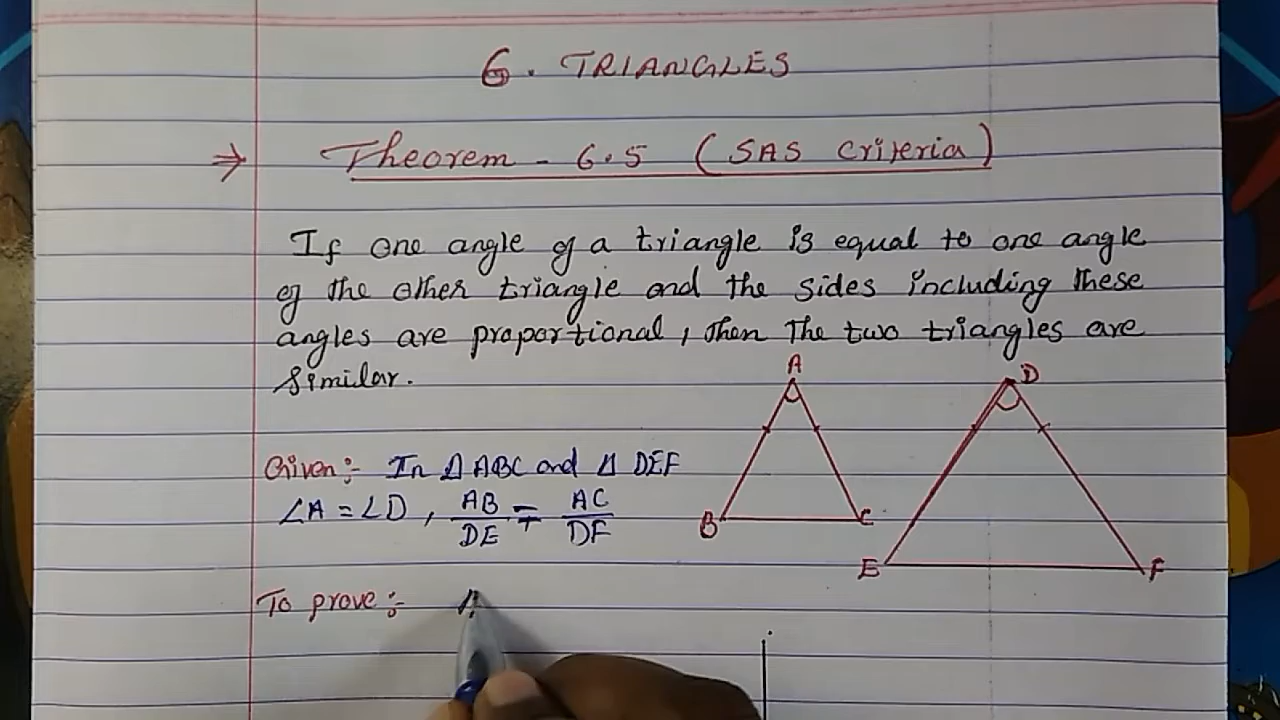 6. TRIANGLES
⇒ Theorem - 6.5 (SAS Criteria)
If one angle of a triangle is equal to one angle
of the other triangle and the sides including these
angles are proportional, then the two triangles are
similar.
A
D
Given:- In Δ ABC and Δ DEF
∠A = ∠D, AB/DE = AC/DF
B
C
E
F
To prove:-